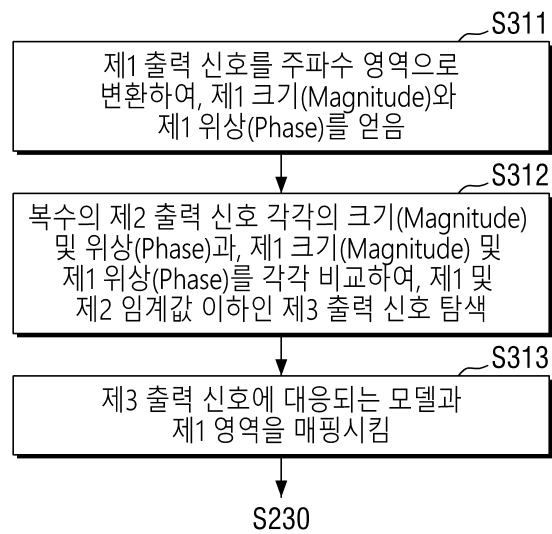 S311
제1 출력 신호를 주파수 영역으로
변환하여, 제1 크기(Magnitude)와
제1 위상(Phase)를 얻음
S312
복수의 제2 출력 신호 각각의 크기(Magnitude)
및 위상(Phase)과, 제1 크기(Magnitude) 및
제1 위상(Phase)를 각각 비교하여, 제1 및
제2 임계값 이하인 제3 출력 신호 탐색
S313
제3 출력 신호에 대응되는 모델과
제1 영역을 매핑시킴
S230